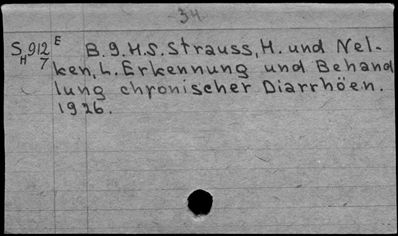 34
S,912 E B.9.H.S. Strauss, H. und Nel-
H 7 ken, L. Erkennung und Behand
lung chronischer Diarrhöen.
1926.